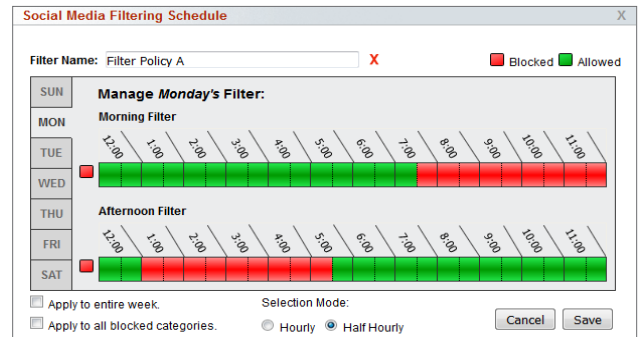 Social Media Filtering Schedule X
Filter Name: Filter Policy A X Blocked Allowed
SUN
MON
TUE
WED
THU
FRI
SAT
Manage Monday's Filter:
Morning Filter
12:00 1:00 2:00 3:00 4:00 5:00 6:00 7:00 8:00 9:00 10:00 11:00
Afternoon Filter
12:00 1:00 2:00 3:00 4:00 5:00 6:00 7:00 8:00 9:00 10:00 11:00
Apply to entire week.
Apply to all blocked categories.
Selection Mode:
Hourly Half Hourly
Cancel Save